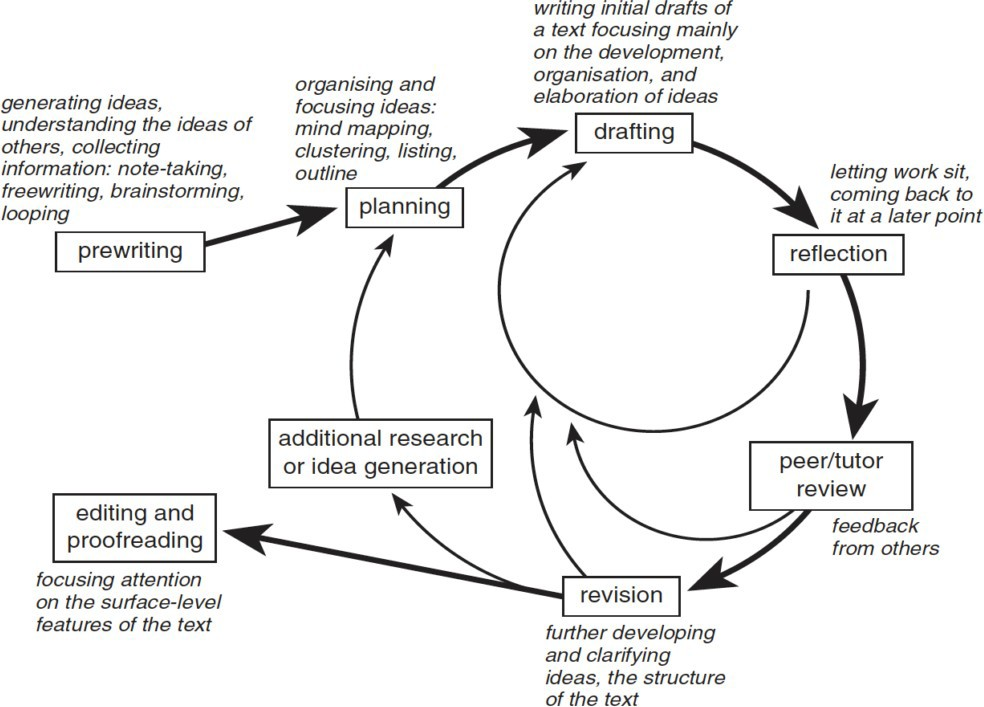 generating ideas,
understanding the ideas of
others, collecting
information: note-taking,
freewriting, brainstorming,
looping
prewriting
organising and
focusing ideas:
mind mapping,
clustering, listing,
outline
planning
writing initial drafts of
a text focusing mainly
on the development,
organisation, and
elaboration of ideas
drafting
letting work sit,
coming back to
it at a later point
reflection
peer/tutor
review
feedback
from others
revision
further developing
and clarifying
ideas, the structure
of the text
additional research
or idea generation
editing and
proofreading
focusing attention
on the surface-level
features of the text